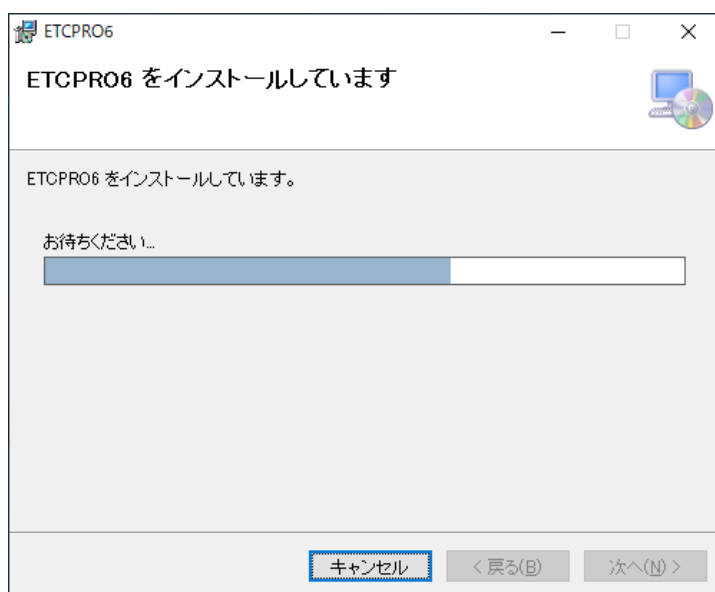 ETCPRO6
ETCPRO6 をインストールしています
ETCPRO6 をインストールしています。
お待ちください...
キャンセル
< 戻る(B)
次へ(N) >